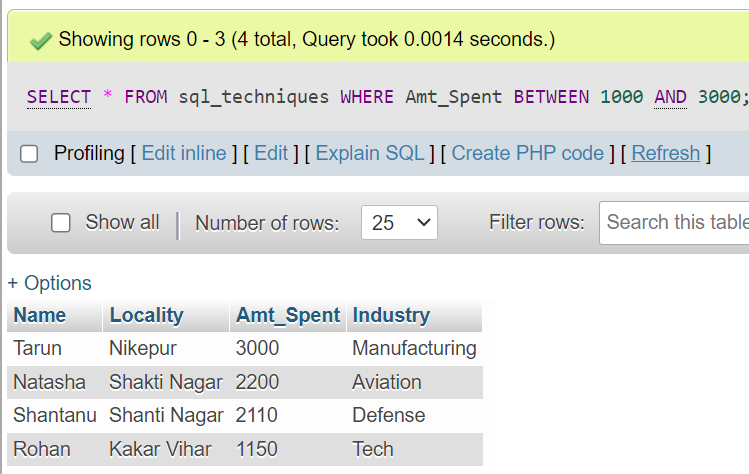 Showing rows 0 - 3 (4 total, Query took 0.0014 seconds.)
SELECT * FROM sql_techniques WHERE Amt_Spent BETWEEN 1000 AND 3000;
Profiling [ Edit inline ] [ Edit ] [ Explain SQL ] [ Create PHP code ] [ Refresh ]
Show all | Number of rows: 25 Filter rows: Search this table
+ Options
Name Locality Amt_Spent Industry
Tarun Nikepur 3000 Manufacturing
Natasha Shakti Nagar 2200 Aviation
Shantanu Shanti Nagar 2110 Defense
Rohan Kakar Vihar 1150 Tech